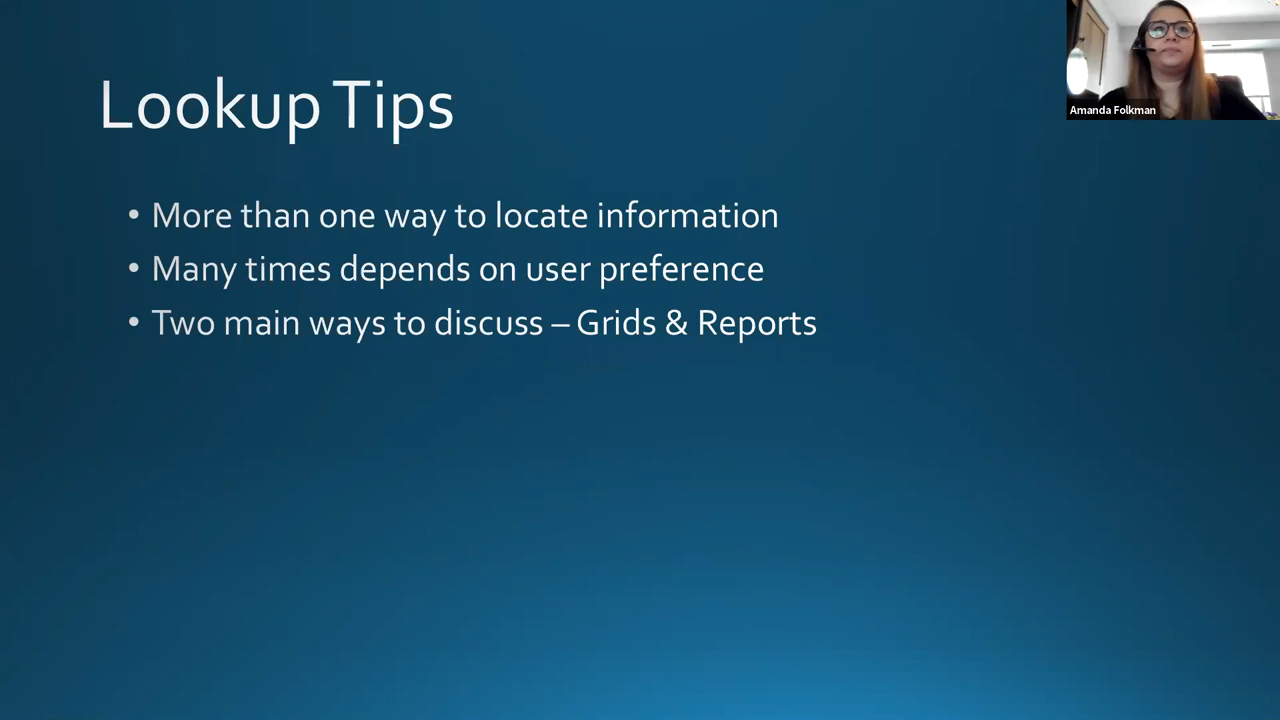 Lookup Tips
• More than one way to locate information
• Many times depends on user preference
• Two main ways to discuss – Grids & Reports
Amanda Folkman